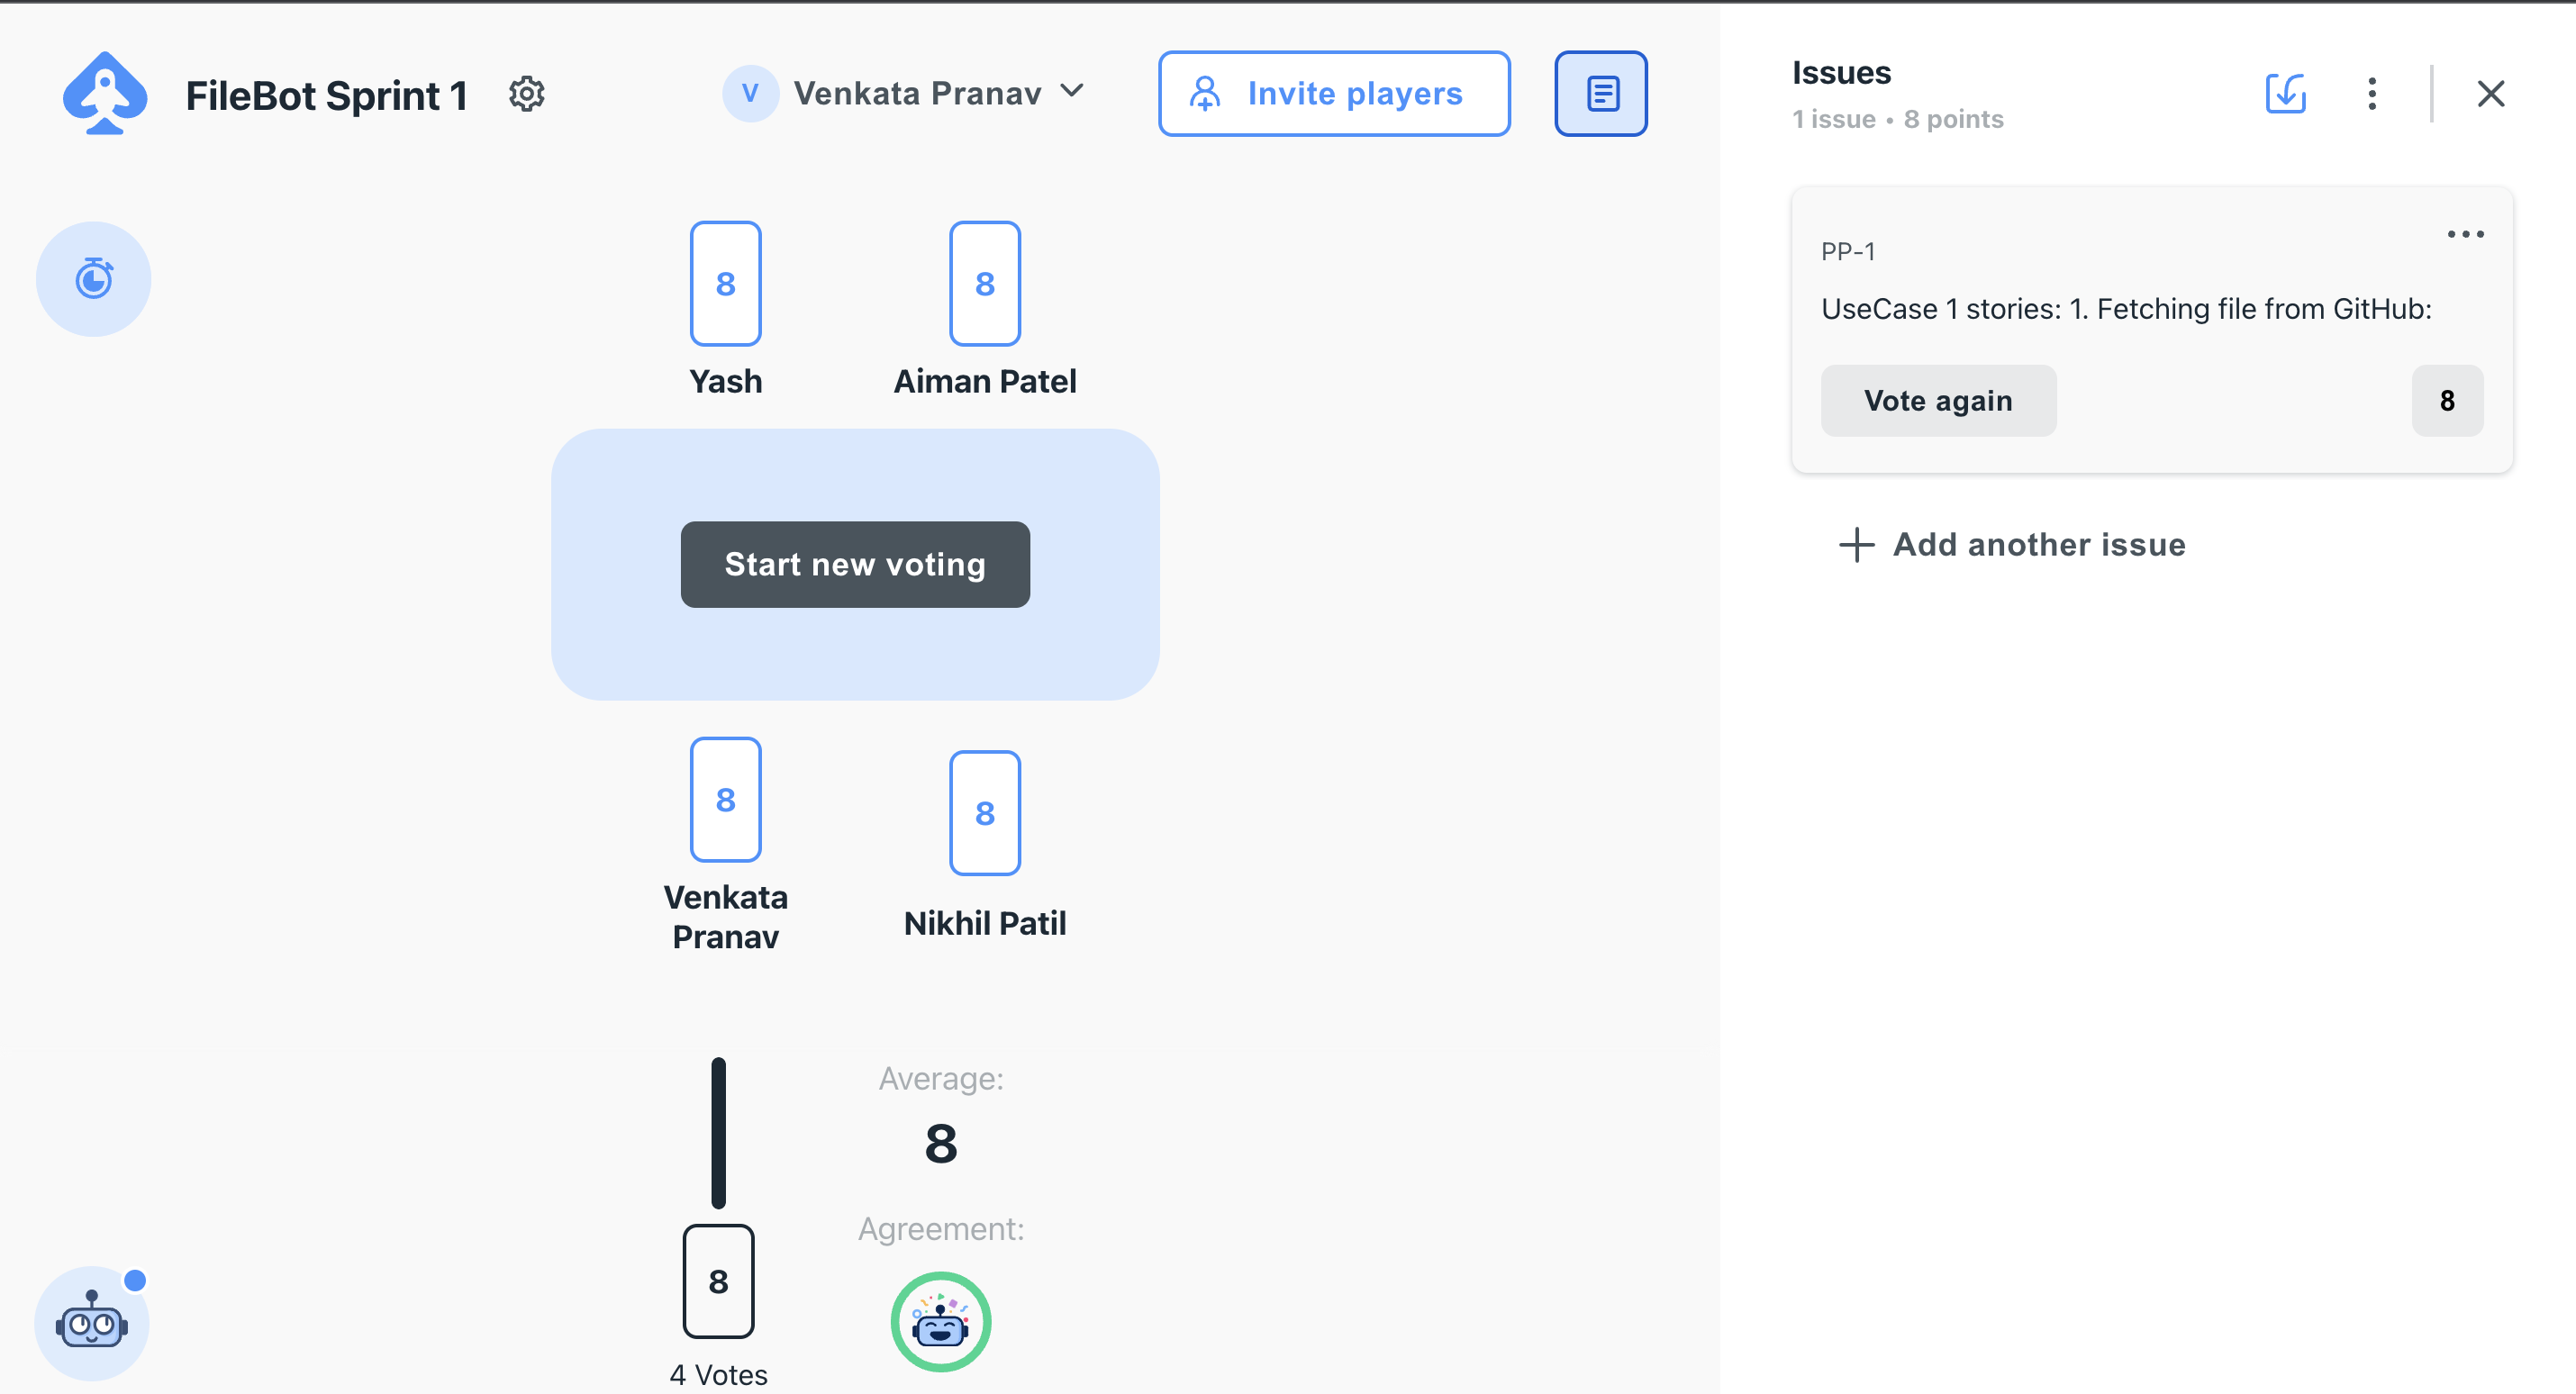 FileBot Sprint 1
V
Venkata Pranav
Invite players
8
8
Yash
Aiman Patel
Start new voting
8
8
Venkata
Pranav
Nikhil Patil
Average:
8
Agreement:
8
4 Votes
Issues
1 issue • 8 points
PP-1
UseCase 1 stories: 1. Fetching file from GitHub:
Vote again
8
Add another issue